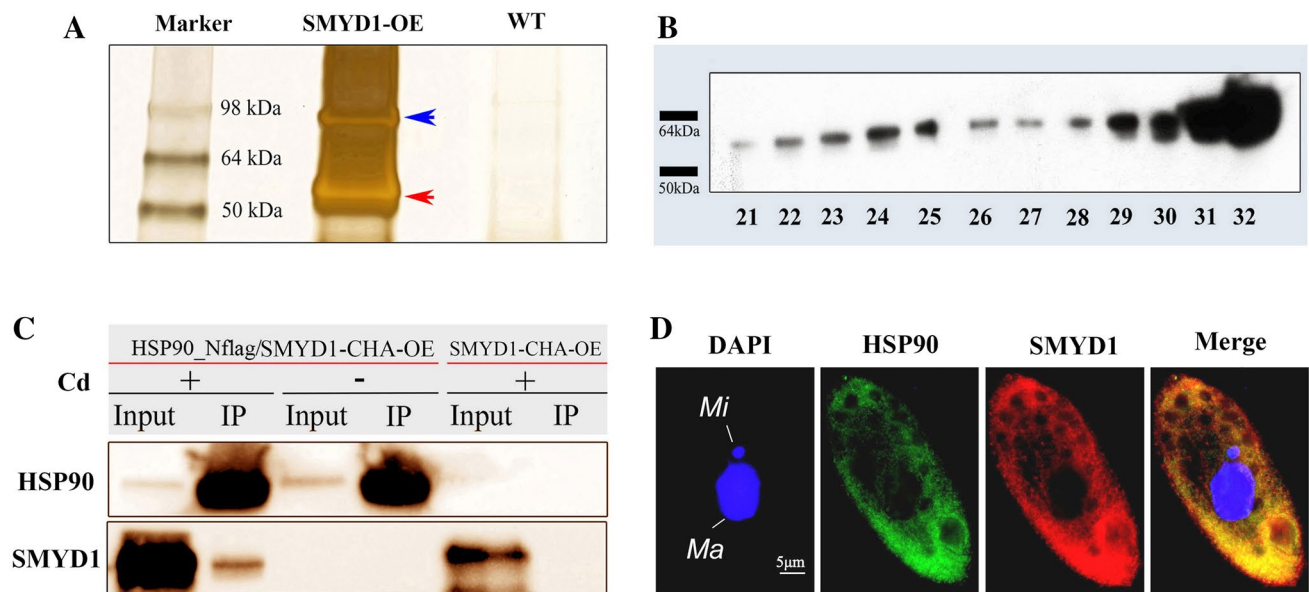 A
Marker SMYD1-OE WT
98 kDa
64 kDa
50 kDa
B
64kDa
50kDa
21 22 23 24 25 26 27 28 29 30 31 32
C
HSP90_Nflag/SMYD1-CHA-OE SMYD1-CHA-OE
Cd + - +
Input IP Input IP Input IP
HSP90
SMYD1
D
DAPI HSP90 SMYD1 Merge
Mi
Ma
5μm